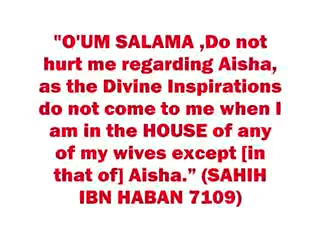 "O'UM SALAMA ,Do not
hurt me regarding Aisha,
as the Divine Inspirations
do not come to me when I
am in the HOUSE of any
of my wives except [in
that of] Aisha.” (SAHIH
IBN HABAN 7109)